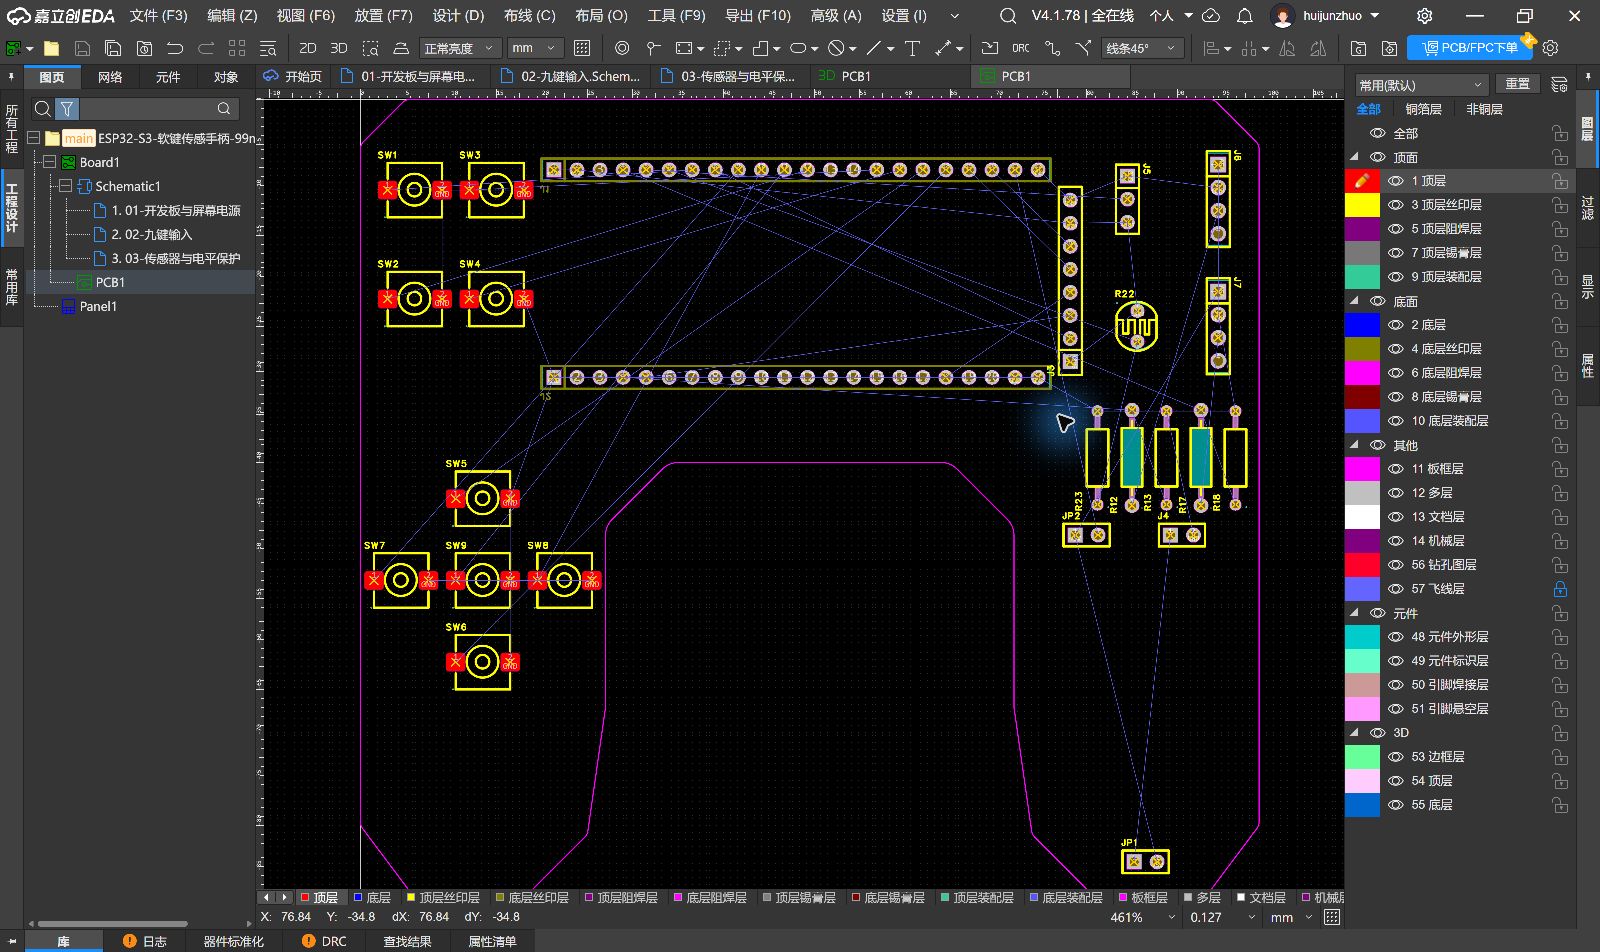 嘉立创EDA 文件 (F3) 编辑 (Z) 视图 (F6) 放置 (F7) 设计 (D) 布线 (C) 布局 (O) 工具 (F9) 导出 (F10) 高级 (A) 设置 (I) V4.1.78 | 全在线 个人 huijunzhuo
2D 3D 正常亮度 mm DRC 线条45° PCB/FPC下单
图页 网络 元件 对象 开始页 01-开发板与屏幕电... 02-九键输入.Schem... 03-传感器与电平保... PCB1 PCB1
所有工程
工程设计
常用库
main ESP32-S3-软键传感手柄-99n
Board1
Schematic1
1. 01-开发板与屏幕电源
2. 02-九键输入
3. 03-传感器与电平保护
PCB1
Panel1
SW1 SW3 J1 J5 J6
SW2 SW4 R22 J7
J2 J3
SW5 R23 R12 R13 R17 R18
JP2 J4
SW7 SW9 SW8
SW6
JP1
常用(默认) 重置
全部 铜箔层 非铜层
全部
顶面
1 顶层
3 顶层丝印层
5 顶层阻焊层
7 顶层锡膏层
9 顶层装配层
底面
2 底层
4 底层丝印层
6 底层阻焊层
8 底层锡膏层
10 底层装配层
其他
11 板框层
12 多层
13 文档层
14 机械层
56 钻孔图层
57 飞线层
元件
48 元件外形层
49 元件标识层
50 引脚焊接层
51 引脚悬空层
3D
53 边框层
54 顶层
55 底层
图层
过滤
显示
属性
顶层 底层 顶层丝印层 底层丝印层 顶层阻焊层 底层阻焊层 顶层锡膏层 底层锡膏层 顶层装配层 底层装配层 板框层 多层 文档层 机械层
X: 76.84 Y: -34.8 dX: 76.84 dY: -34.8 461% 0.127 mm
库 日志 器件标准化 DRC 查找结果 属性清单